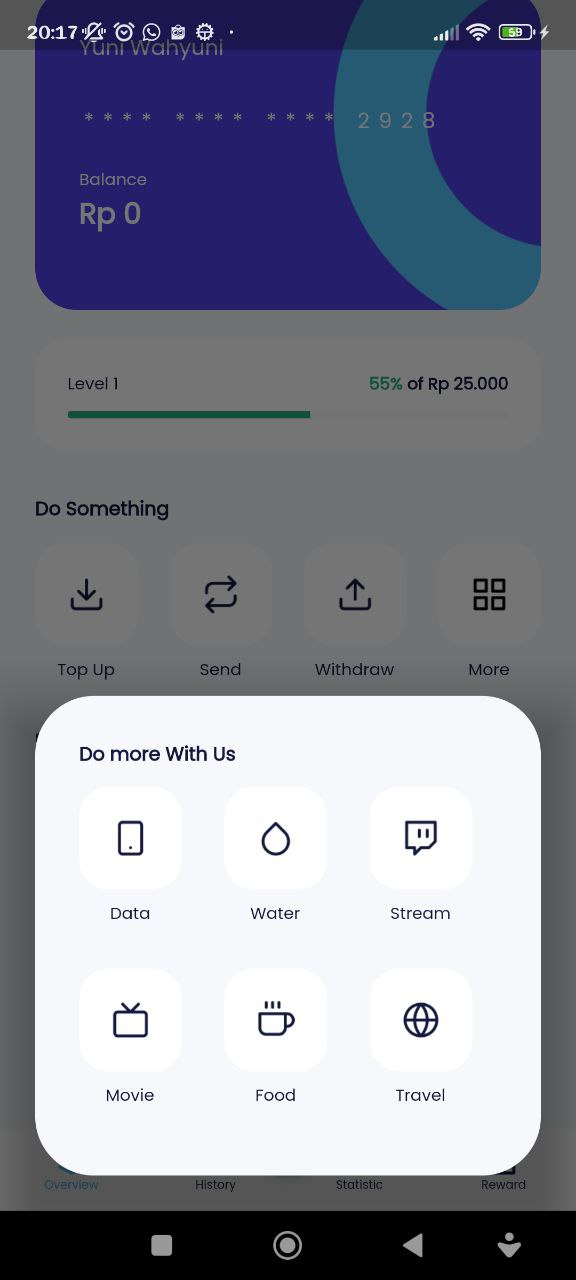 20:17
59
Yuni Wahyuni
**** **** **** 2928
Balance
Rp 0
Level 1
55% of Rp 25.000
Do Something
Top Up
Send
Withdraw
More
Do more With Us
Data
Water
Stream
Movie
Food
Travel
Overview
History
Statistic
Reward